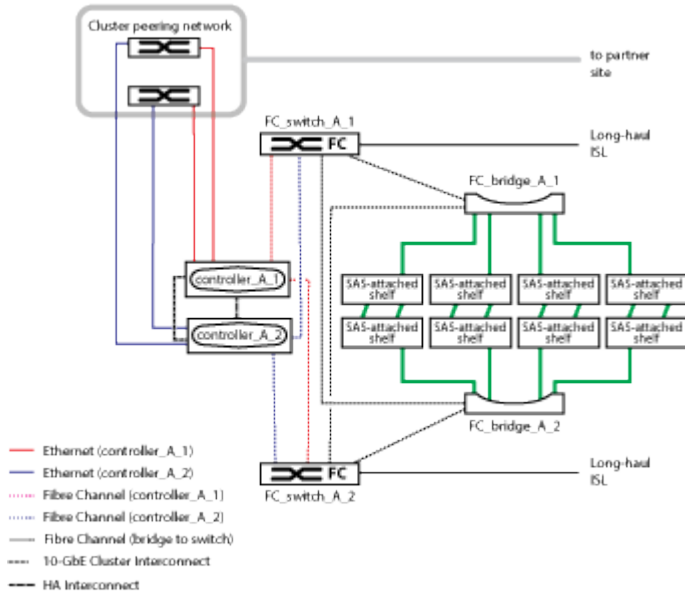 Cluster peering network
to partner
site
FC_switch_A_1
FC
Long-haul
ISL
FC_bridge_A_1
controller_A_1
SAS-attached
shelf
SAS-attached
shelf
SAS-attached
shelf
SAS-attached
shelf
controller_A_2
SAS-attached
shelf
SAS-attached
shelf
SAS-attached
shelf
SAS-attached
shelf
FC_bridge_A_2
FC
FC_switch_A_2
Long-haul
ISL
Ethernet (controller_A_1)
Ethernet (controller_A_2)
Fibre Channel (controller_A_1)
Fibre Channel (controller_A_2)
Fibre Channel (bridge to switch)
10-GbE Cluster Interconnect
HA Interconnect